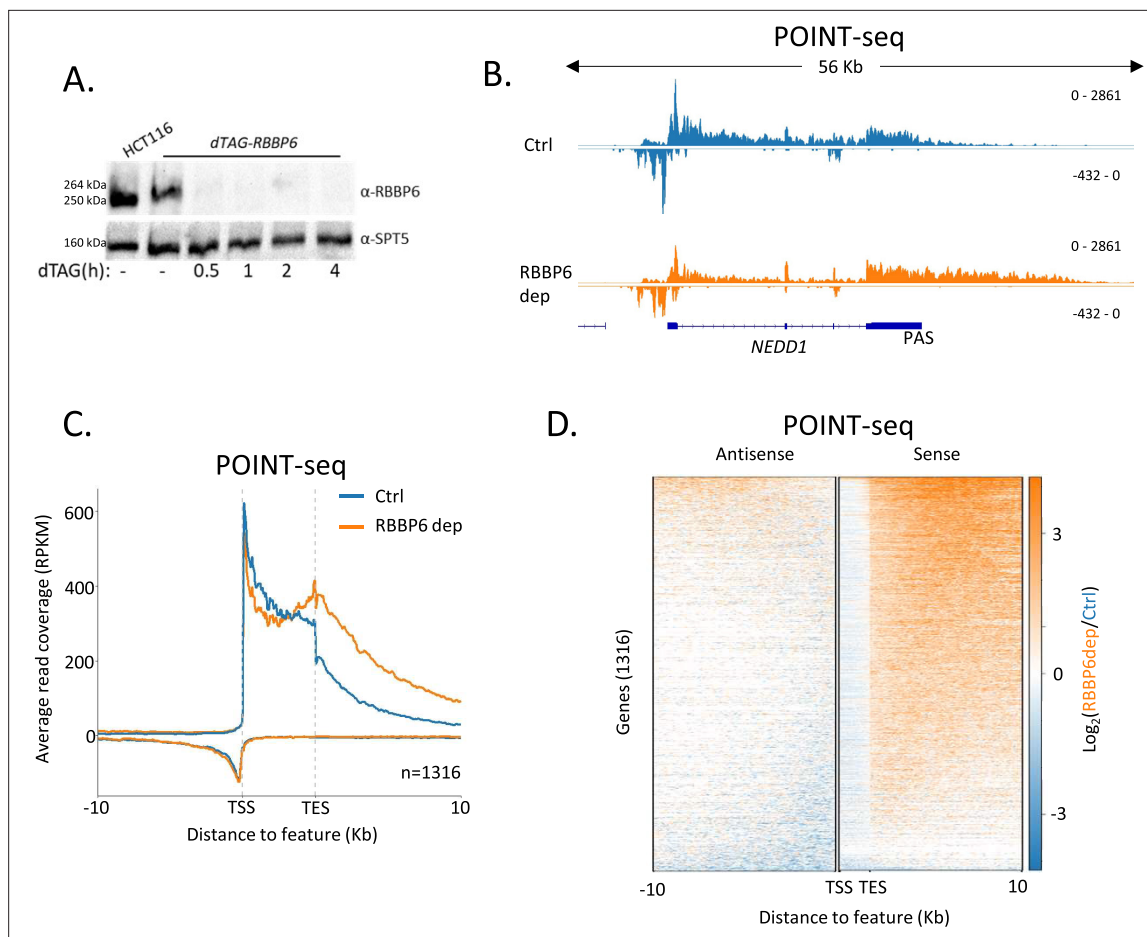 A.
HCT116
dTAG-RBBP6
264 kDa
250 kDa
α-RBBP6
160 kDa
α-SPT5
dTAG(h): - - 0.5 1 2 4
B.
POINT-seq
56 Kb
Ctrl
0 - 2861
-432 - 0
RBBP6
dep
0 - 2861
-432 - 0
NEDD1
PAS
C.
POINT-seq
Ctrl
RBBP6 dep
Average read coverage (RPKM)
600
400
200
0
n=1316
-10 TSS TES 10
Distance to feature (Kb)
D.
POINT-seq
Antisense Sense
Genes (1316)
3
0
-3
Log₂(RBBP6dep/Ctrl)
-10 TSS TES 10
Distance to feature (Kb)